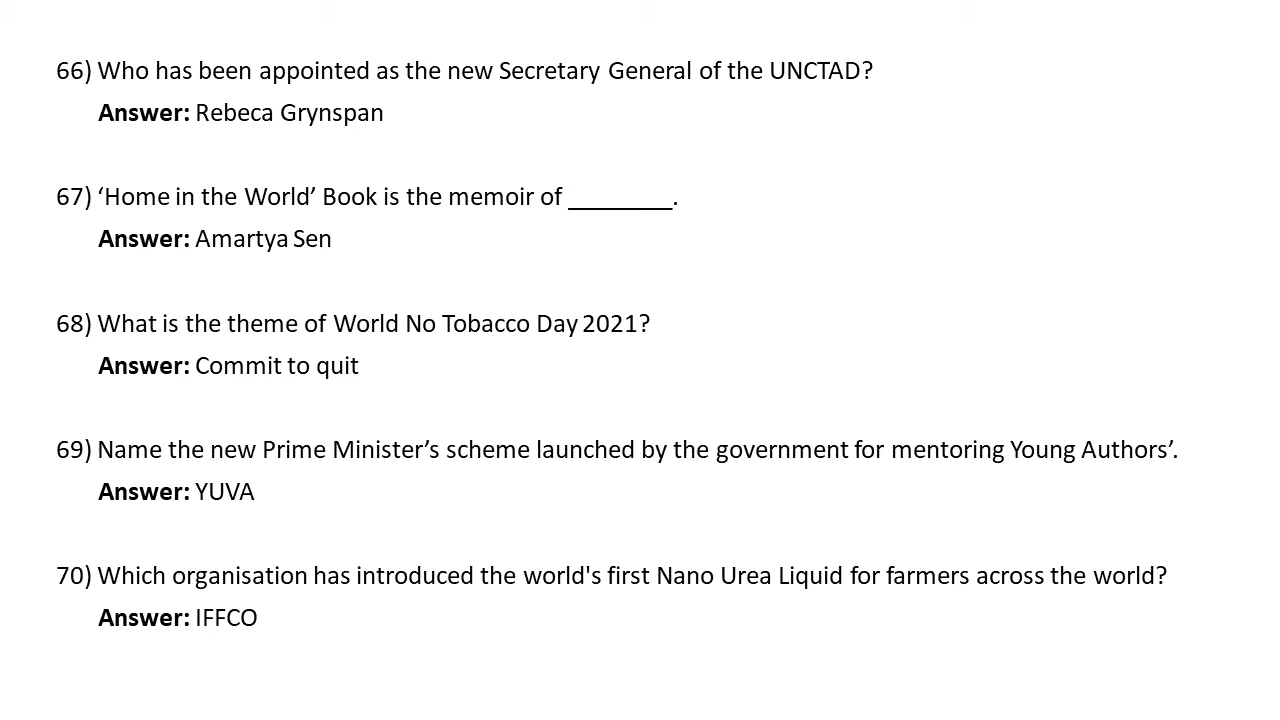 66) Who has been appointed as the new Secretary General of the UNCTAD?
Answer: Rebeca Grynspan
67) ‘Home in the World’ Book is the memoir of ________.
Answer: Amartya Sen
68) What is the theme of World No Tobacco Day 2021?
Answer: Commit to quit
69) Name the new Prime Minister’s scheme launched by the government for mentoring Young Authors’.
Answer: YUVA
70) Which organisation has introduced the world's first Nano Urea Liquid for farmers across the world?
Answer: IFFCO